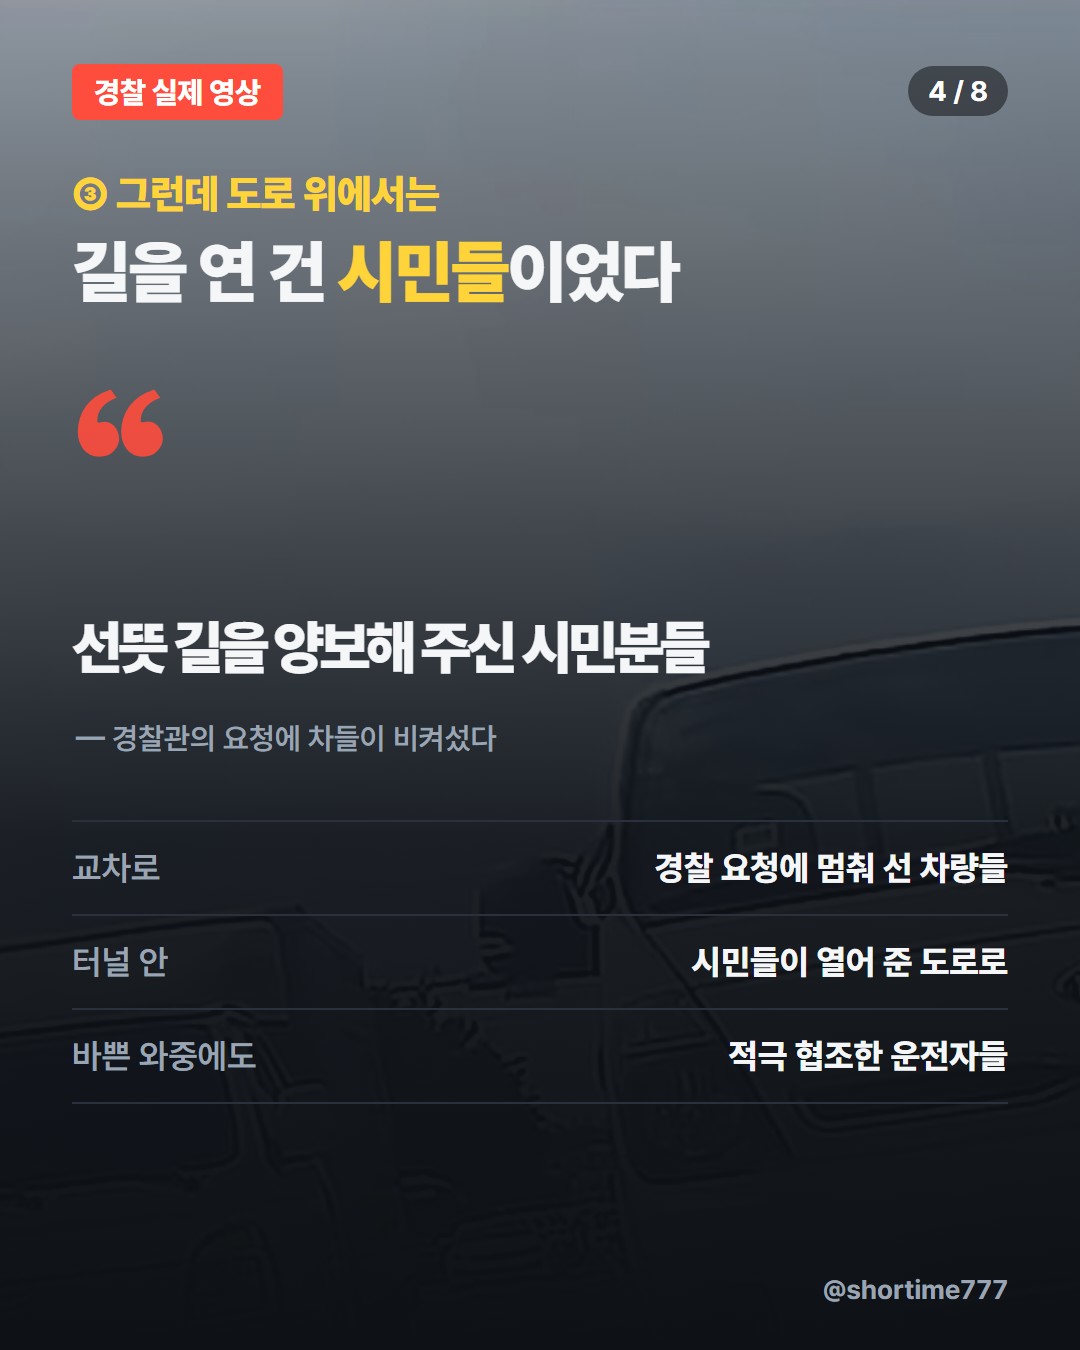 경찰 실제 영상
4 / 8
③ 그런데 도로 위에서는
길을 연 건 시민들이었다
“
선뜻 길을 양보해 주신 시민분들
— 경찰관의 요청에 차들이 비켜섰다
교차로 경찰 요청에 멈춰 선 차량들
터널 안 시민들이 열어 준 도로로
바쁜 와중에도 적극 협조한 운전자들
@shortime777